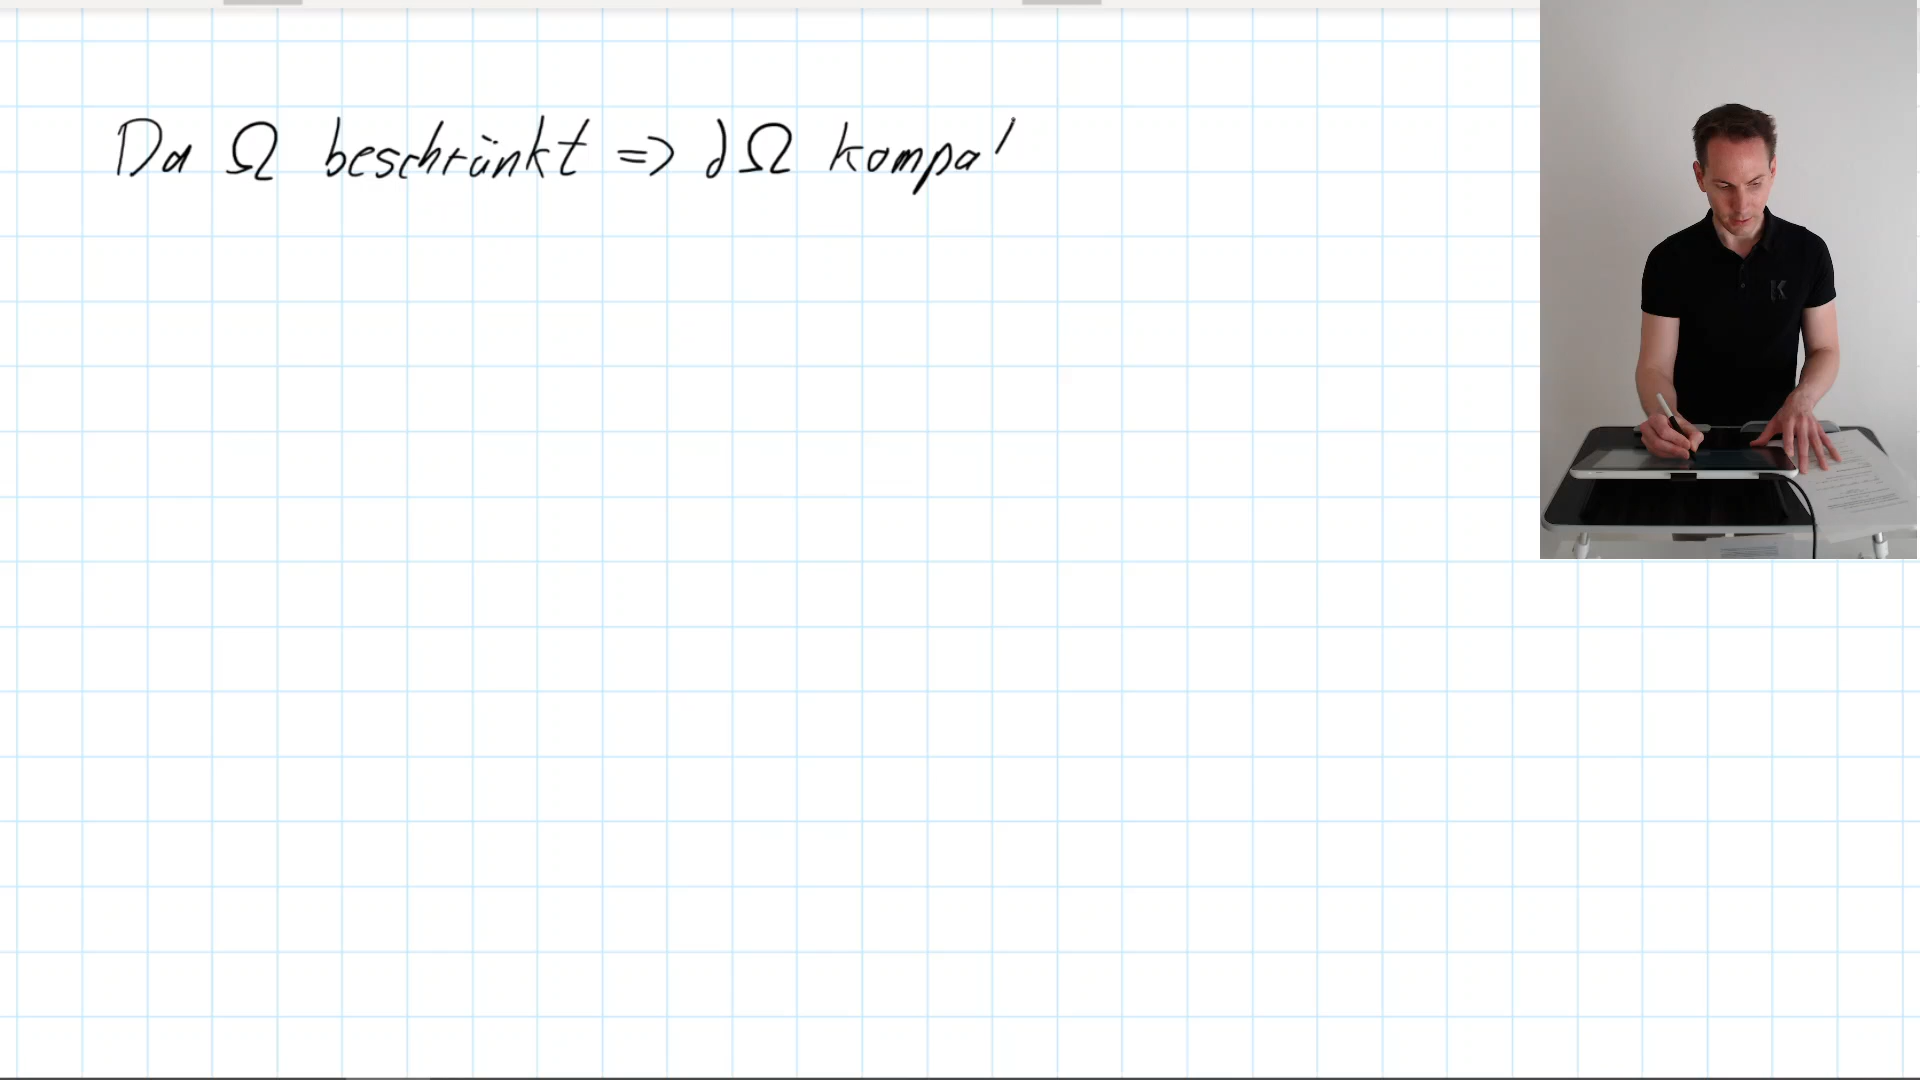 Da Ω beschränkt => ∂Ω kompa
K